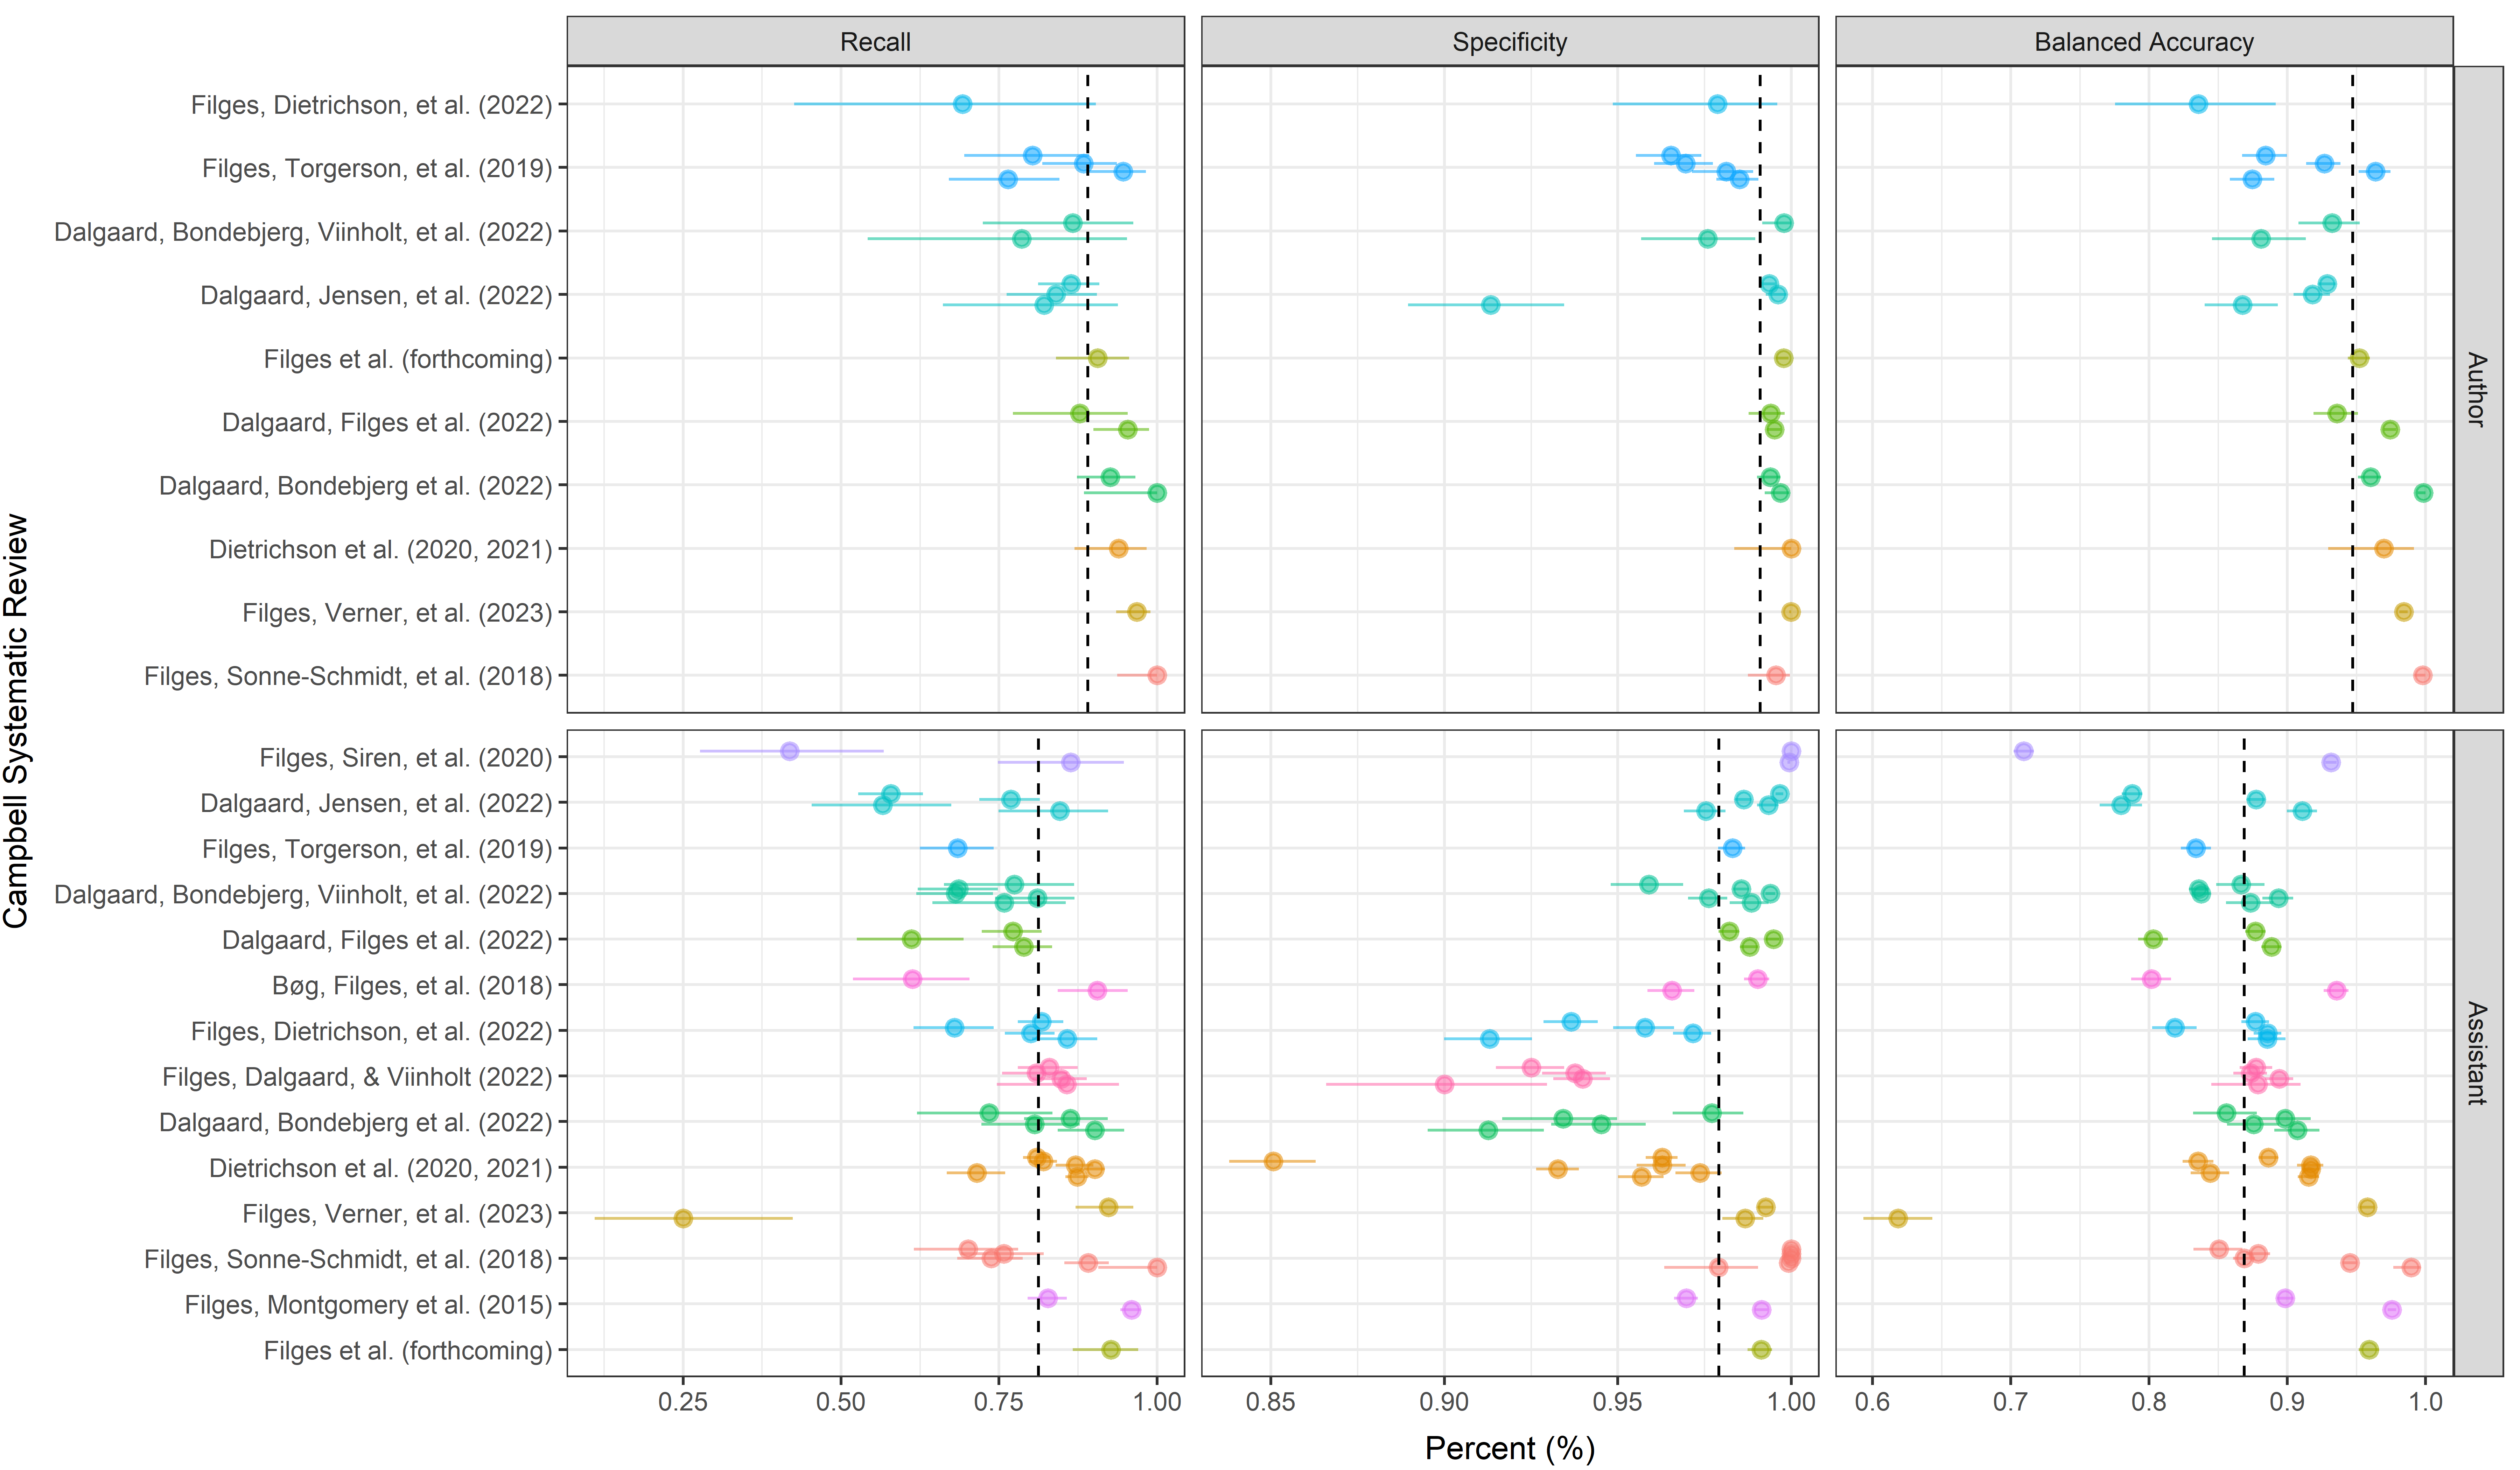 Recall
Specificity
Balanced Accuracy
Campbell Systematic Review
Filges, Dietrichson, et al. (2022)
Filges, Torgerson, et al. (2019)
Dalgaard, Bondebjerg, Viinholt, et al. (2022)
Dalgaard, Jensen, et al. (2022)
Filges et al. (forthcoming)
Dalgaard, Filges et al. (2022)
Dalgaard, Bondebjerg et al. (2022)
Dietrichson et al. (2020, 2021)
Filges, Verner, et al. (2023)
Filges, Sonne-Schmidt, et al. (2018)
Author
Filges, Siren, et al. (2020)
Dalgaard, Jensen, et al. (2022)
Filges, Torgerson, et al. (2019)
Dalgaard, Bondebjerg, Viinholt, et al. (2022)
Dalgaard, Filges et al. (2022)
Bøg, Filges, et al. (2018)
Filges, Dietrichson, et al. (2022)
Filges, Dalgaard, & Viinholt (2022)
Dalgaard, Bondebjerg et al. (2022)
Dietrichson et al. (2020, 2021)
Filges, Verner, et al. (2023)
Filges, Sonne-Schmidt, et al. (2018)
Filges, Montgomery et al. (2015)
Filges et al. (forthcoming)
Assistant
0.25 0.50 0.75 1.00
0.85 0.90 0.95 1.00
0.6 0.7 0.8 0.9 1.0
Percent (%)